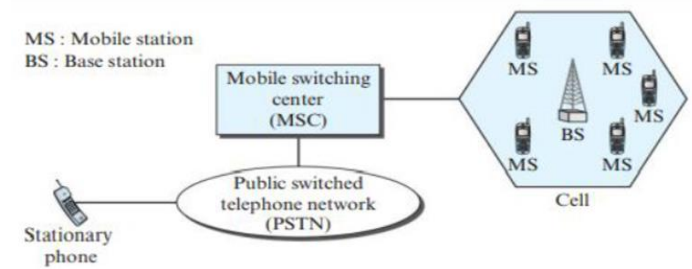 MS : Mobile station
BS : Base station
Mobile switching
center
(MSC)
MS
MS
MS
BS
MS
MS
Cell
Public switched
telephone network
(PSTN)
Stationary
phone